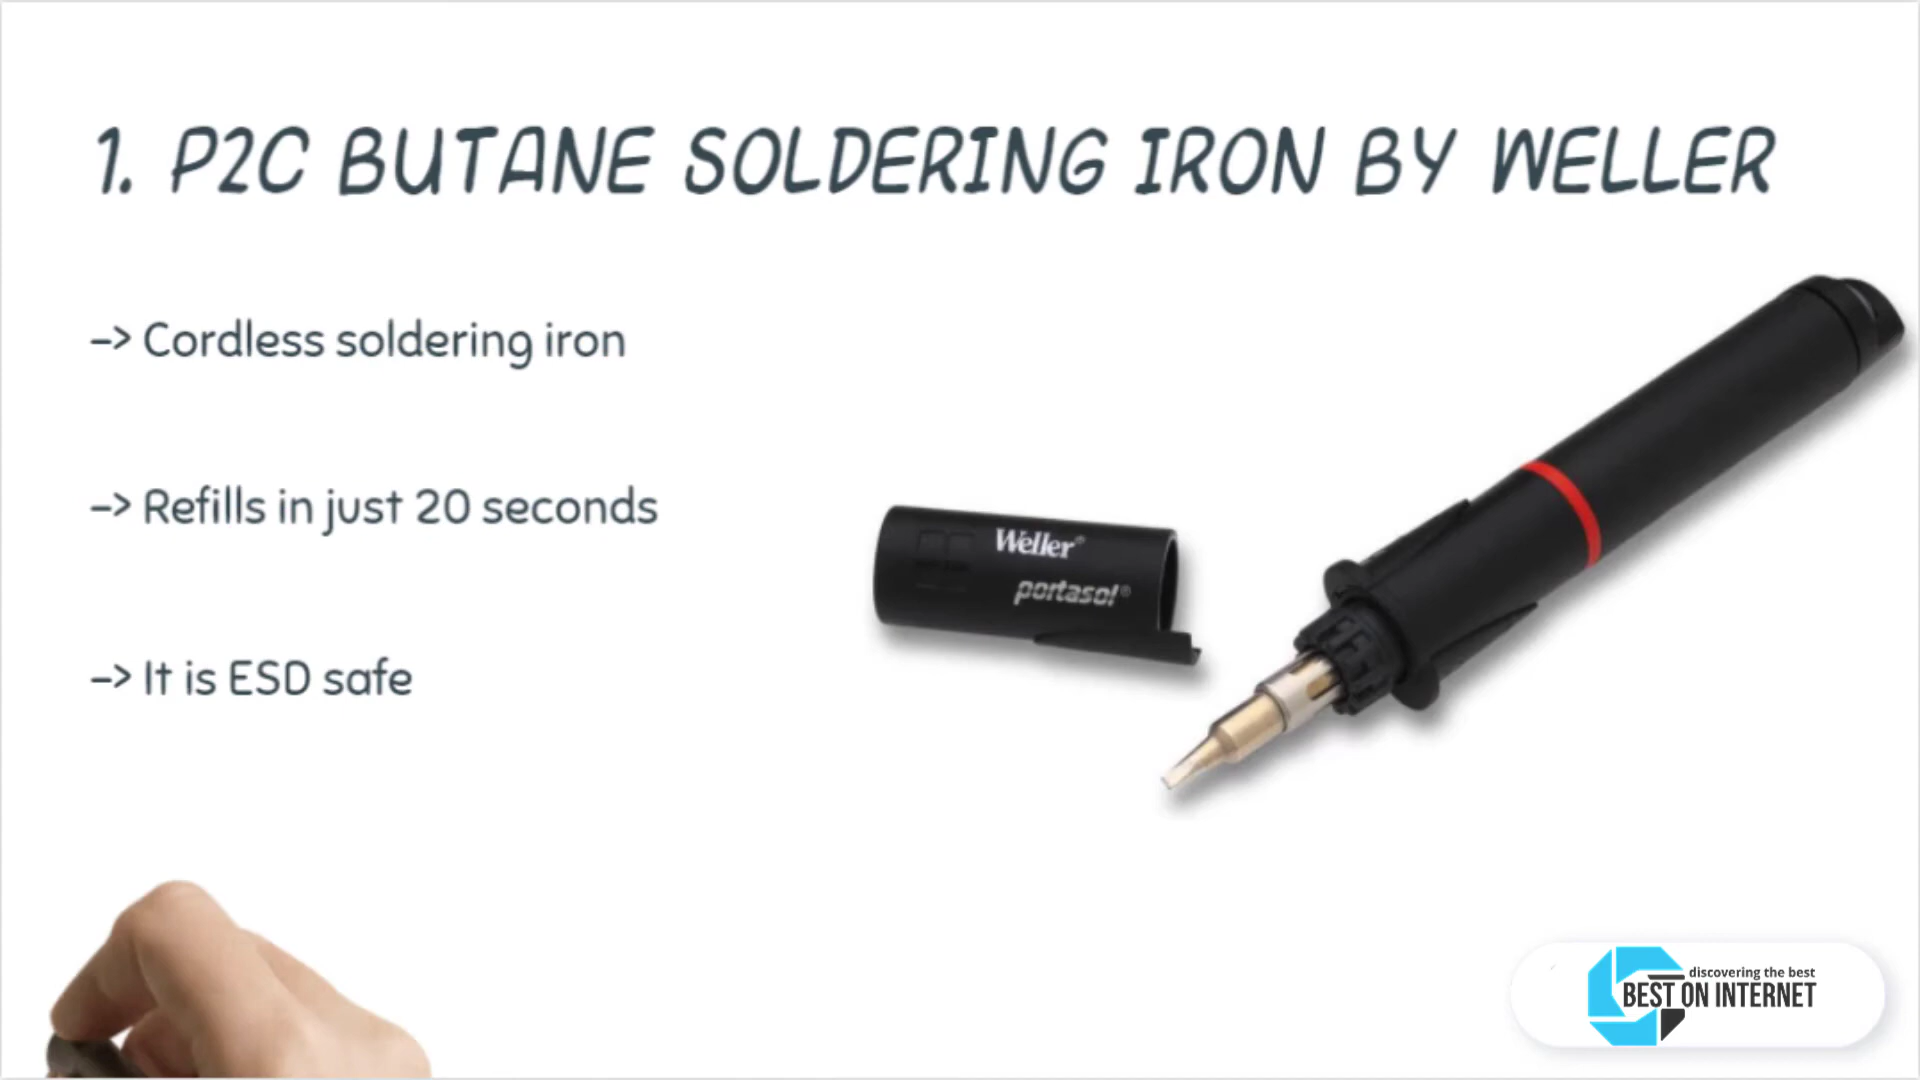 1. P2C BUTANE SOLDERING IRON BY WELLER
–> Cordless soldering iron
–> Refills in just 20 seconds
Weller®
portasol®
–> It is ESD safe
discovering the best
BEST ON INTERNET